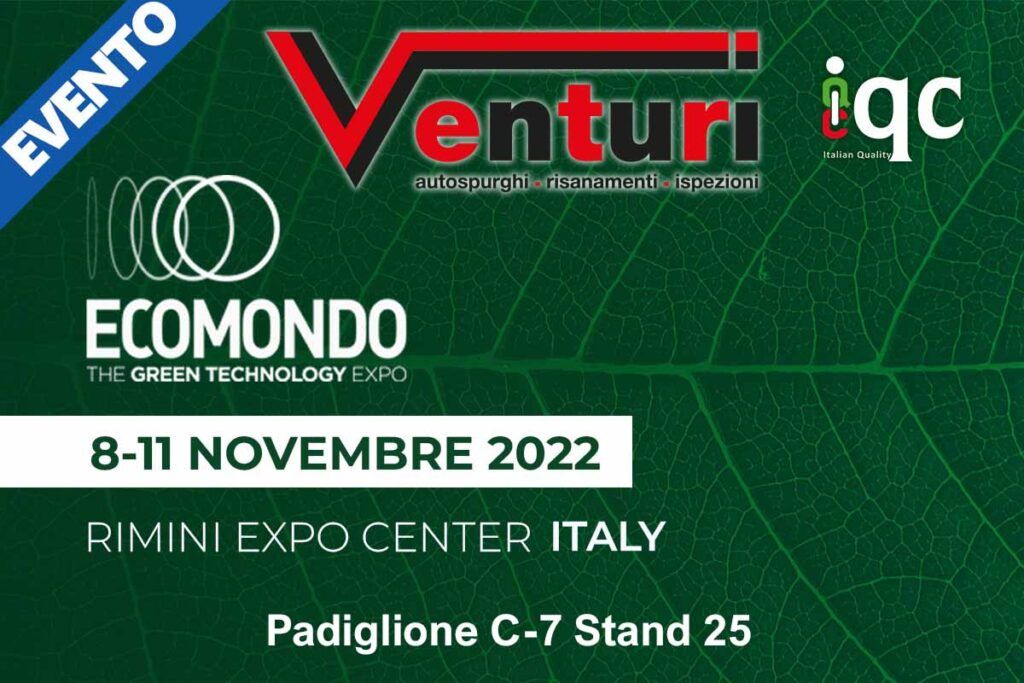 EVENTO
Venturi
autospurghi - risanamenti - ispezioni
iqc
Italian Quality
ECOMONDO
THE GREEN TECHNOLOGY EXPO
8-11 NOVEMBRE 2022
RIMINI EXPO CENTER ITALY
Padiglione C-7 Stand 25